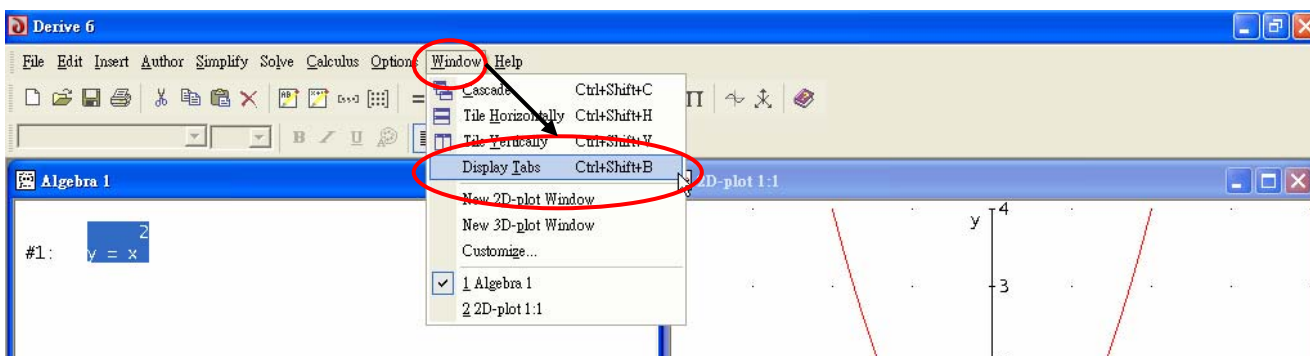 Derive 6
File Edit Insert Author Simplify Solve Calculus Options Window Help
Cascade Ctrl+Shift+C
Tile Horizontally Ctrl+Shift+H
Tile Vertically Ctrl+Shift+V
Display Tabs Ctrl+Shift+B
New 2D-plot Window
New 3D-plot Window
Customize...
1 Algebra 1
2 2D-plot 1:1
B I U
Algebra 1
2D-plot 1:1
#1: y = x²
y 4
3